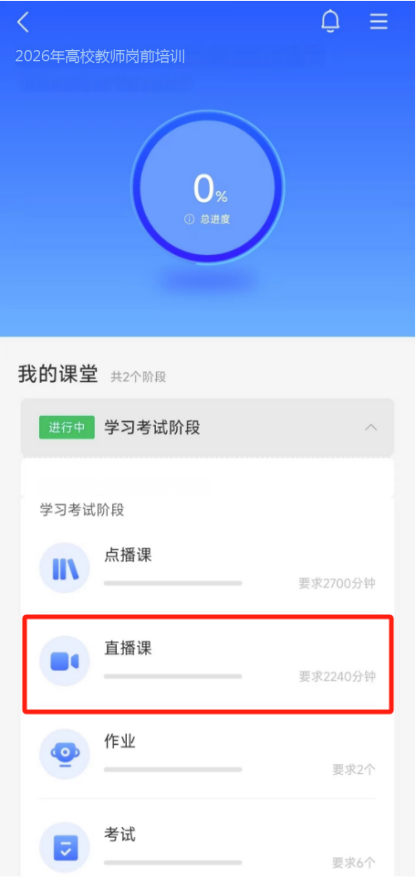 2026年高校教师岗前培训
0%
总进度
我的课堂 共2个阶段
进行中 学习考试阶段
学习考试阶段
点播课
要求2700分钟
直播课
要求2240分钟
作业
要求2个
考试
要求6个